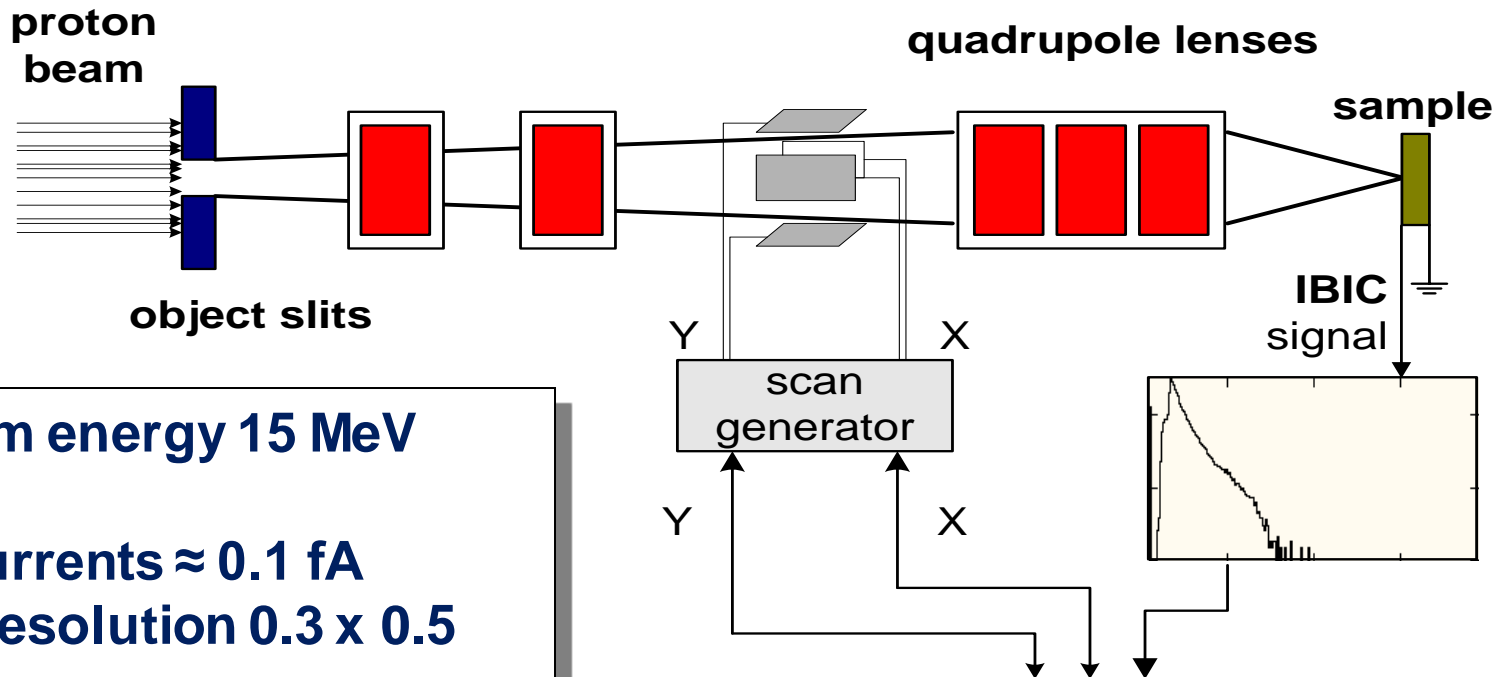 proton
beam
quadrupole lenses
sample
object slits
IBIC
signal
Y
X
scan
generator
Y
X
m energy 15 MeV
urrents ≈ 0.1 fA
esolution 0.3 x 0.5